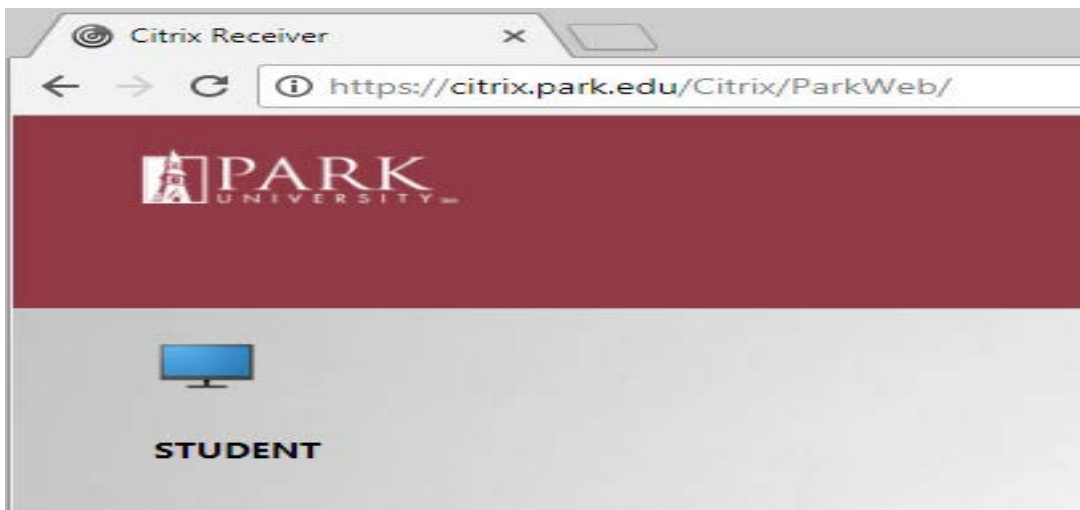 Citrix Receiver
https://citrix.park.edu/Citrix/ParkWeb/
PARK
UNIVERSITY
STUDENT